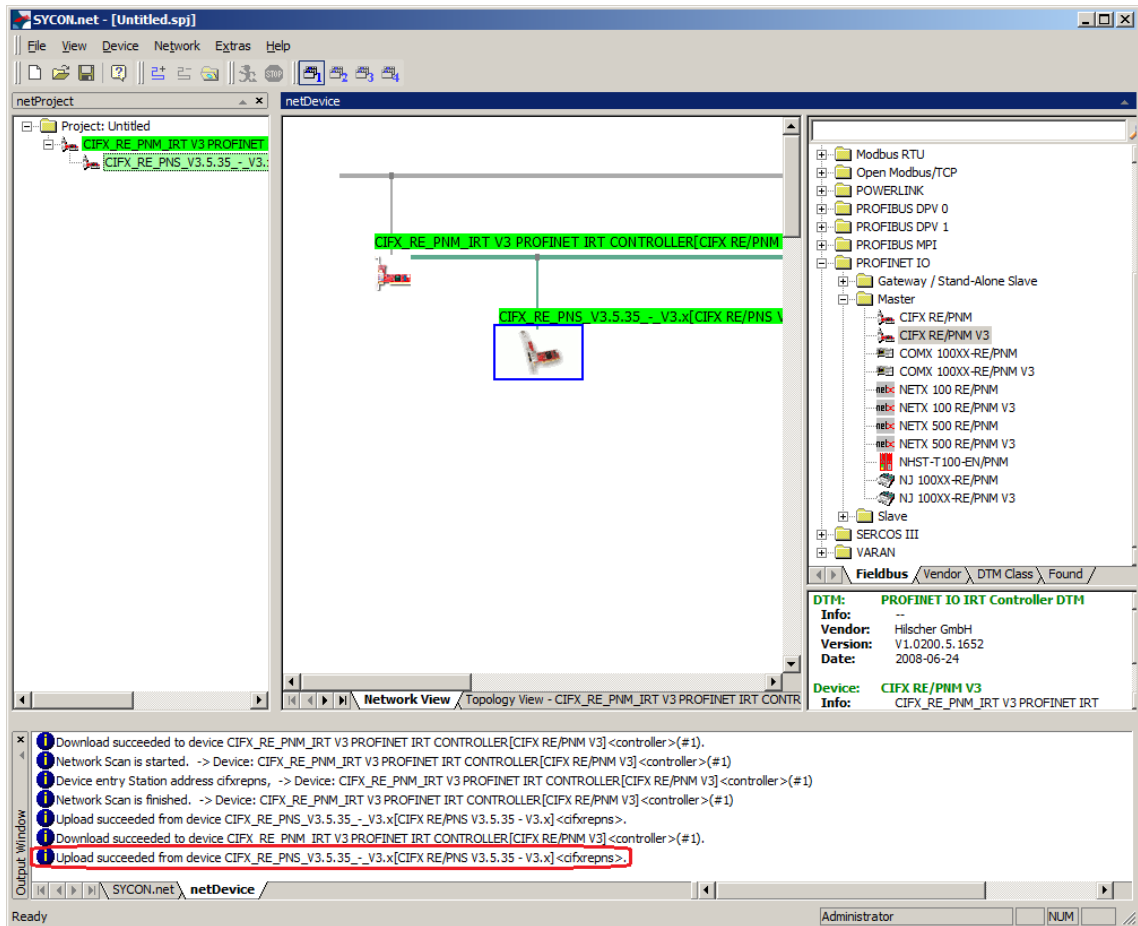 SYCON.net - [Untitled.spj]
File View Device Network Extras Help
netProject
netDevice
Project: Untitled
CIFX_RE_PNM_IRT V3 PROFINET
CIFX_RE_PNS_V3.5.35_-_V3.
CIFX_RE_PNM_IRT V3 PROFINET IRT CONTROLLER[CIFX RE/PNM
CIFX_RE_PNS_V3.5.35_-_V3.x[CIFX RE/PNS V
Network View
Topology View - CIFX_RE_PNM_IRT V3 PROFINET IRT CONTR
Modbus RTU
Open Modbus/TCP
POWERLINK
PROFIBUS DPV 0
PROFIBUS DPV 1
PROFIBUS MPI
PROFINET IO
Gateway / Stand-Alone Slave
Master
CIFX RE/PNM
CIFX RE/PNM V3
COMX 100XX-RE/PNM
COMX 100XX-RE/PNM V3
NETX 100 RE/PNM
NETX 100 RE/PNM V3
NETX 500 RE/PNM
NETX 500 RE/PNM V3
NHST-T100-EN/PNM
NJ 100XX-RE/PNM
NJ 100XX-RE/PNM V3
Slave
SERCOS III
VARAN
Fieldbus Vendor DTM Class Found
DTM: PROFINET IO IRT Controller DTM
Info: --
Vendor: Hilscher GmbH
Version: V1.0200.5.1652
Date: 2008-06-24
Device: CIFX RE/PNM V3
Info: CIFX_RE_PNM_IRT V3 PROFINET IRT
Output Window
Download succeeded to device CIFX_RE_PNM_IRT V3 PROFINET IRT CONTROLLER[CIFX RE/PNM V3]<controller>(#1).
Network Scan is started. -> Device: CIFX_RE_PNM_IRT V3 PROFINET IRT CONTROLLER[CIFX RE/PNM V3]<controller>(#1)
Device entry Station address cifxrepns, -> Device: CIFX_RE_PNM_IRT V3 PROFINET IRT CONTROLLER[CIFX RE/PNM V3]<controller>(#1)
Network Scan is finished. -> Device: CIFX_RE_PNM_IRT V3 PROFINET IRT CONTROLLER[CIFX RE/PNM V3]<controller>(#1)
Upload succeeded from device CIFX_RE_PNS_V3.5.35_-_V3.x[CIFX RE/PNS V3.5.35 - V3.x]<cifxrepns>.
Download succeeded to device CIFX_RE_PNM_IRT V3 PROFINET IRT CONTROLLER[CIFX RE/PNM V3]<controller>(#1).
Upload succeeded from device CIFX_RE_PNS_V3.5.35_-_V3.x[CIFX RE/PNS V3.5.35 - V3.x]<cifxrepns>.
SYCON.net netDevice
Ready
Administrator
NUM